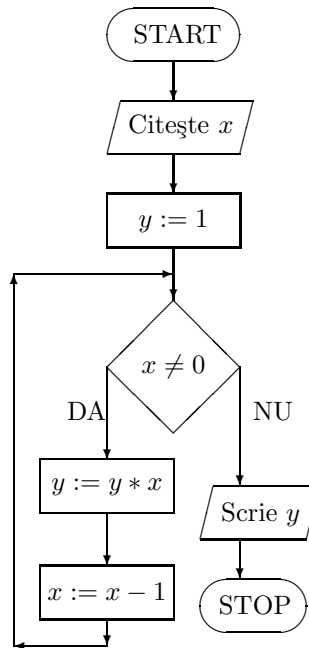 START
Citeşte x
y := 1
x ≠ 0
DA
NU
y := y ∗ x
Scrie y
x := x − 1
STOP